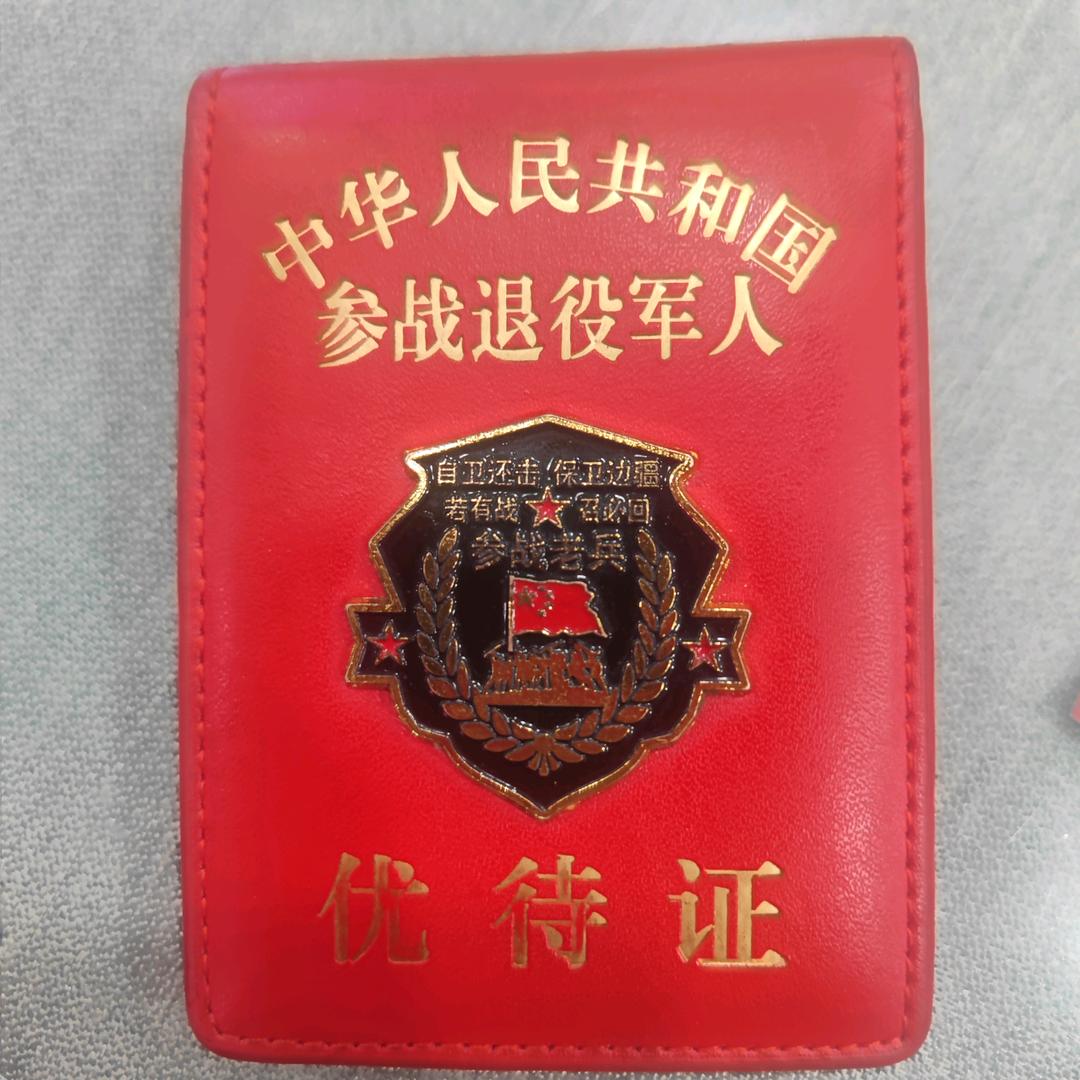 中华人民共和国
参战退役军人
自卫还击 保卫边疆
若有战 召必回
参战老兵
优待证